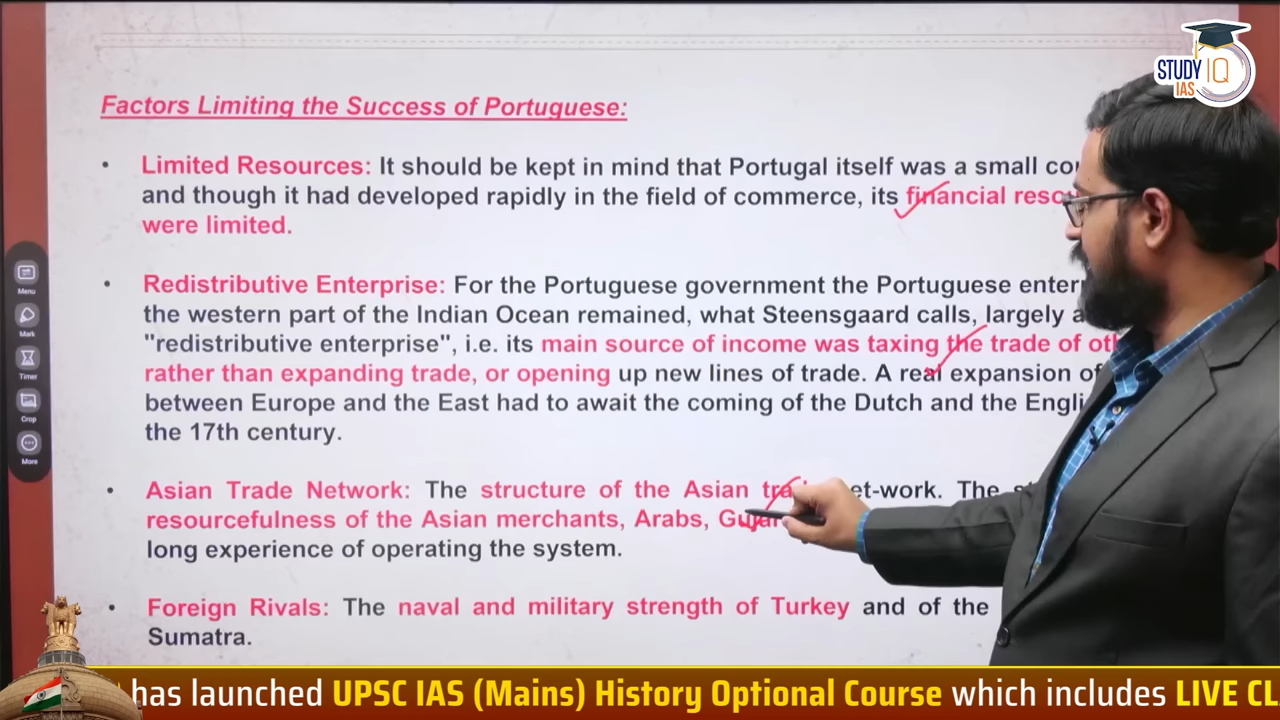 STUDY IQ
IAS
Factors Limiting the Success of Portuguese:
• Limited Resources: It should be kept in mind that Portugal itself was a small
and though it had developed rapidly in the field of commerce, its financial
were limited.
• Redistributive Enterprise: For the Portuguese government the Portuguese
the western part of the Indian Ocean remained, what Steensgaard calls, largely
"redistributive enterprise", i.e. its main source of income was taxing the trade of
rather than expanding trade, or opening up new lines of trade. A real expansion of
between Europe and the East had to await the coming of the Dutch and the
the 17th century.
• Asian Trade Network: The structure of the Asian et-work. The
resourcefulness of the Asian merchants, Arabs,
long experience of operating the system.
• Foreign Rivals: The naval and military strength of Turkey and of the
Sumatra.
Menu
Mark
Timer
Crop
More
has launched UPSC IAS (Mains) History Optional Course which includes LIVE CL